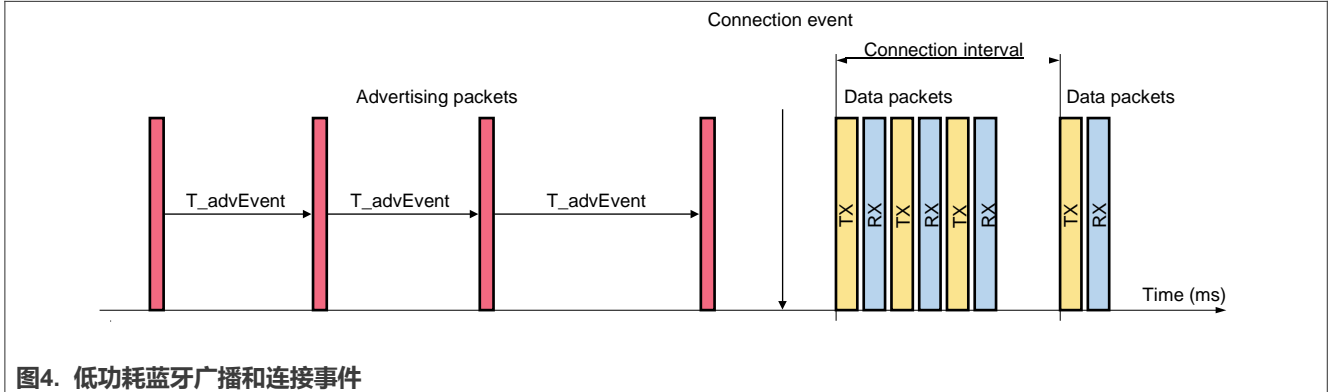 Connection event
Connection interval
Advertising packets
Data packets
Data packets
T_advEvent
T_advEvent
T_advEvent
TX
RX
TX
RX
TX
RX
TX
RX
Time (ms)
图4. 低功耗蓝牙广播和连接事件